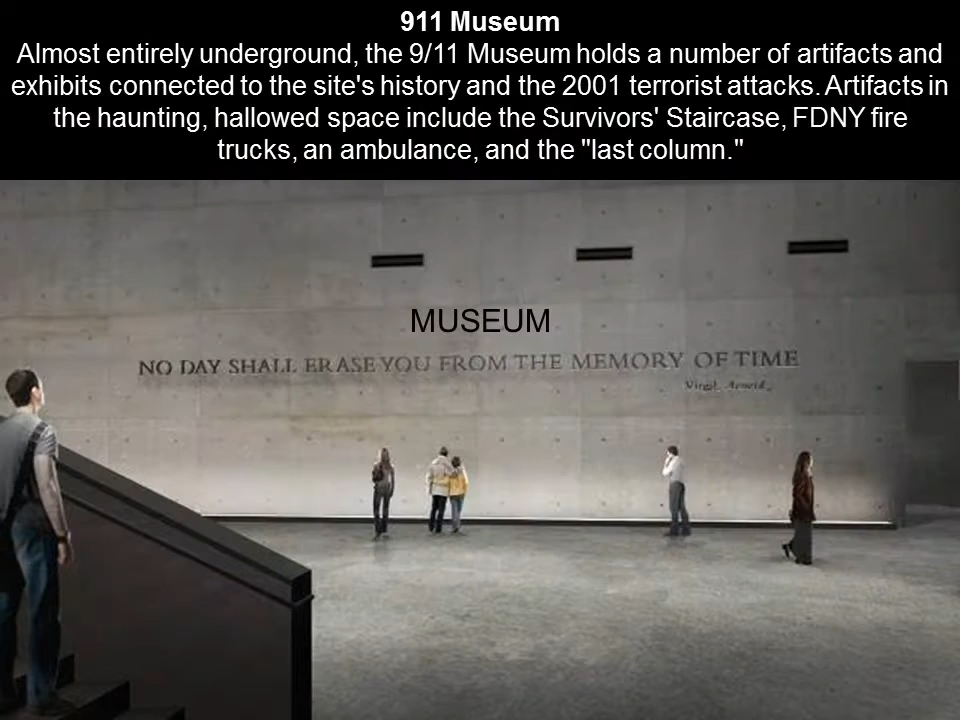 911 Museum
Almost entirely underground, the 9/11 Museum holds a number of artifacts and
exhibits connected to the site's history and the 2001 terrorist attacks. Artifacts in
the haunting, hallowed space include the Survivors' Staircase, FDNY fire
trucks, an ambulance, and the "last column."
MUSEUM
NO DAY SHALL ERASE YOU FROM THE MEMORY OF TIME
Virgil, Aeneid